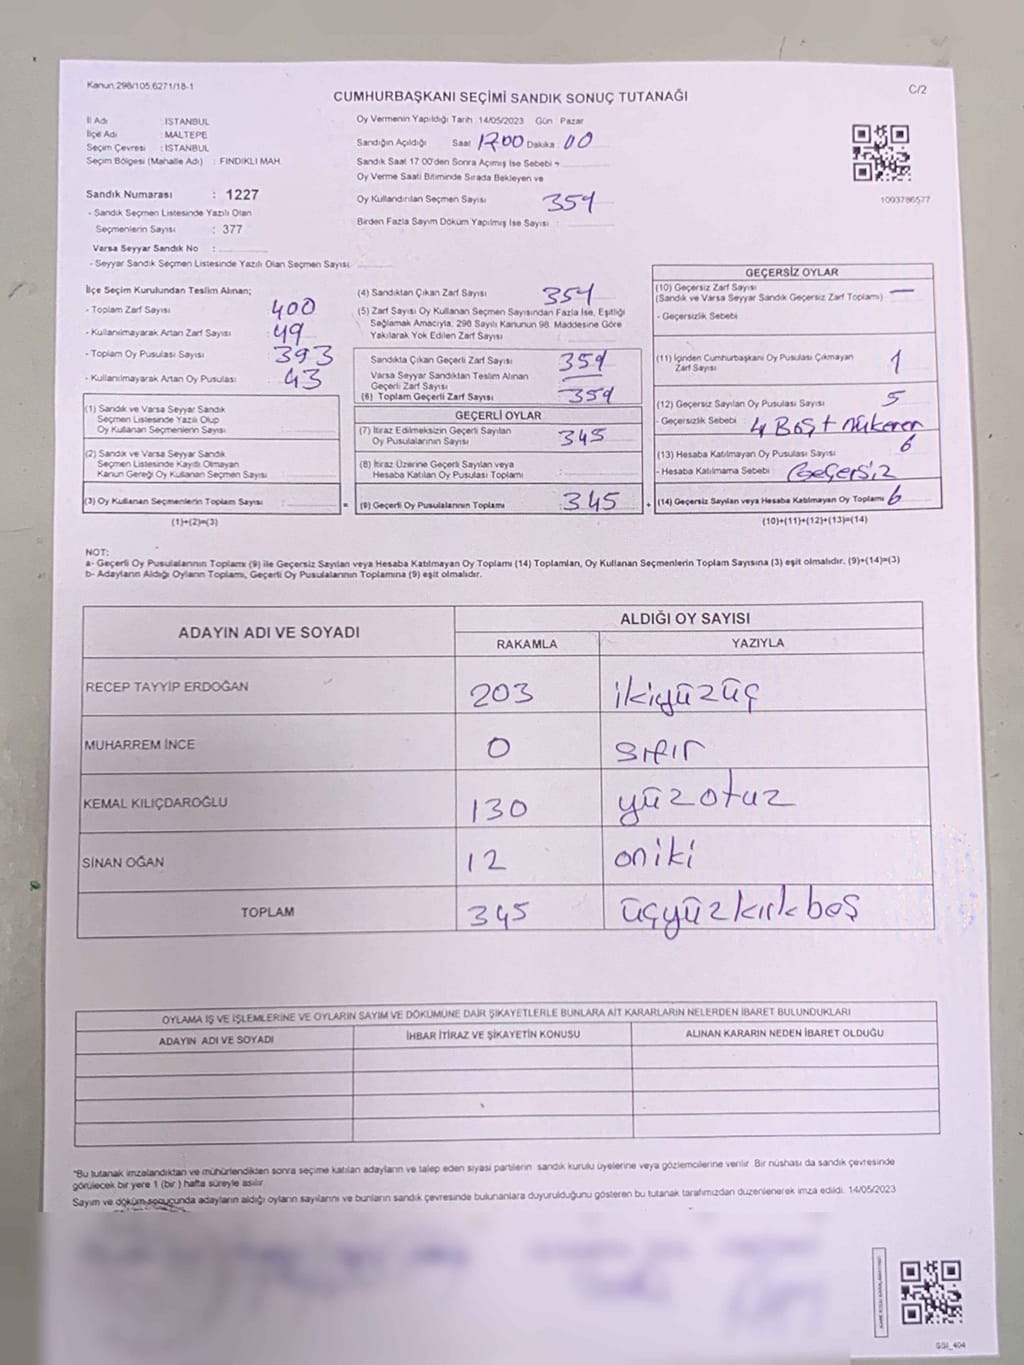 Kanun:298/105.6271/18-1
C/2
CUMHURBAŞKANI SEÇİMİ SANDIK SONUÇ TUTANAĞI
İl Adı : İSTANBUL
İlçe Adı : MALTEPE
Seçim Çevresi : İSTANBUL
Seçim Bölgesi (Mahalle Adı) : FINDIKLI MAH.
Sandık Numarası : 1227
- Sandık Seçmen Listesinde Yazılı Olan
Seçmenlerin Sayısı : 377
Varsa Seyyar Sandık No :
- Seyyar Sandık Seçmen Listesinde Yazılı Olan Seçmen Sayısı
Oy Vermenin Yapıldığı Tarih :14/05/2023 Gün : Pazar
Sandığın Açıldığı Saat 1700 Dakika : 00
Sandık Saat 17:00'den Sonra Açımış İse Sebebi
Oy Verme Saati Bitiminde Sırada Bekleyen ve
Oy Kullandırılan Seçmen Sayısı 351
Birden Fazla Sayım Döküm Yapılmış İse Sayısı :
1003786577
İlçe Seçim Kurulundan Teslim Alınan;
- Toplam Zarf Sayısı 400
- Kullanılmayarak Artan Zarf Sayısı : 49
- Toplam Oy Pusulası Sayısı : 393
- Kullanılmayarak Artan Oy Pusulası : 43
(1) Sandık ve Varsa Seyyar Sandık
Seçmen Listesinde Yazılı Olup
Oy Kullanan Seçmenlerin Sayısı
(2) Sandık ve Varsa Seyyar Sandık
Seçmen Listesinde Kayıtlı Olmayan
Kanun Gereği Oy Kullanan Seçmen Sayısı
(3) Oy Kullanan Seçmenlerin Toplam Sayısı =
(1)+(2)=(3)
(4) Sandıktan Çıkan Zarf Sayısı 351
(5) Zarf Sayısı Oy Kullanan Seçmen Sayısından Fazla İse, Eşitliği
Sağlamak Amacıyla, 298 Sayılı Kanunun 98. Maddesine Göre
Yakılarak Yok Edilen Zarf Sayısı
Sandıkta Çıkan Geçerli Zarf Sayısı 351
Varsa Seyyar Sandıktan Teslim Alınan
Geçerli Zarf Sayısı
(6) Toplam Geçerli Zarf Sayısı 351
GEÇERLİ OYLAR
(7) İtiraz Edilmeksizin Geçerli Sayılan
Oy Pusulalarının Sayısı 345
(8) İtiraz Üzerine Geçerli Sayılan veya
Hesaba Katılan Oy Pusulası Toplamı
(9) Geçerli Oy Pusulalarının Toplamı 345 +
GEÇERSİZ OYLAR
(10) Geçersiz Zarf Sayısı —
(Sandık ve Varsa Seyyar Sandık Geçersiz Zarf Toplamı)
- Geçersizlik Sebebi
(11) İçinden Cumhurbaşkanı Oy Pusulası Çıkmayan
Zarf Sayısı 1
(12) Geçersiz Sayılan Oy Pusulası Sayısı 5
- Geçersizlik Sebebi 4 Boş +
(13) Hesaba Katılmayan Oy Pusulası Sayısı 6
- Hesaba Katılmama Sebebi : Geçersiz
(14) Geçersiz Sayılan veya Hesaba Katılmayan Oy Toplamı 6
(10)+(11)+(12)+(13)=(14)
NOT:
a- Geçerli Oy Pusulalarının Toplamı (9) ile Geçersiz Sayılan veya Hesaba Katılmayan Oy Toplamı (14) Toplamları, Oy Kullanan Seçmenlerin Toplam Sayısına (3) eşit olmalıdır. (9)+(14)=(3)
b- Adayların Aldığı Oyların Toplamı, Geçerli Oy Pusulalarının Toplamına (9) eşit olmalıdır.
ADAYIN ADI VE SOYADI
ALDIĞI OY SAYISI
RAKAMLA YAZIYLA
RECEP TAYYİP ERDOĞAN 203 ikiyüzüç
MUHARREM İNCE 0 sıfır
KEMAL KILIÇDAROĞLU 130 yüzotuz
SİNAN OĞAN 12 oniki
TOPLAM 345 üçyüzkırkbeş
OYLAMA İŞ VE İŞLEMLERİNE VE OYLARIN SAYIM VE DÖKÜMÜNE DAİR ŞİKAYETLERLE BUNLARA AİT KARARLARIN NELERDEN İBARET BULUNDUKLARI
ADAYIN ADI VE SOYADI İHBAR İTİRAZ VE ŞİKAYETİN KONUSU ALINAN KARARIN NEDEN İBARET OLDUĞU
*Bu tutanak imzalandıktan ve mühürlendikten sonra seçime katılan adayların ve talep eden siyasi partilerin sandık kurulu üyelerine veya gözlemcilerine verilir. Bir nüshası da sandık çevresinde
görülecek bir yere 1 (bir ) hafta süreyle asılır.
Sayım ve döküm sonucunda adayların aldığı oyların sayılarını ve bunların sandık çevresinde bulunanlara duyurulduğunu gösteren bu tutanak tarafımızdan düzenlenerek imza edildi. 14/05/2023
SSI_404